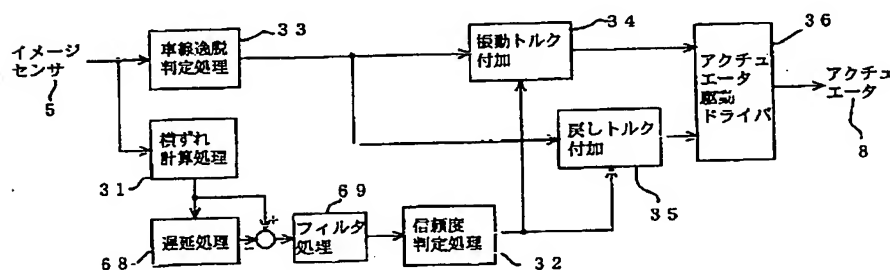 イメージ
センサ
5
車線逸脱
判定処理
33
横ずれ
計算処理
31
遅延処理
68
+
−
フィルタ
処理
69
信頼度
判定処理
32
振動トルク
付加
34
戻しトルク
付加
35
アクチュ
エータ
駆動
ドライバ
36
アクチュ
エータ
8